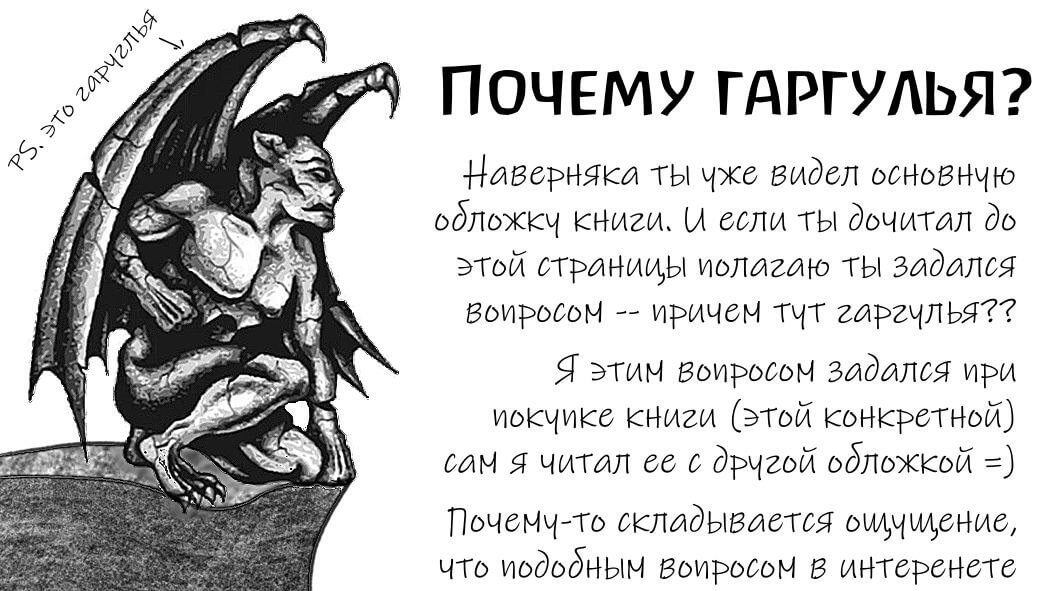 PS. это гаруглья
Почему гаргулья?
Наверняка ты уже видел основную
обложку книги. И если ты дочитал до
этой страницы полагаю ты задался
вопросом -- причем тут гаргулья??
Я этим вопросом задался при
покупке книги (этой конкретной)
сам я читал ее с другой обложкой =)
Почему-то складывается ощущение,
что подобным вопросом в интеренете